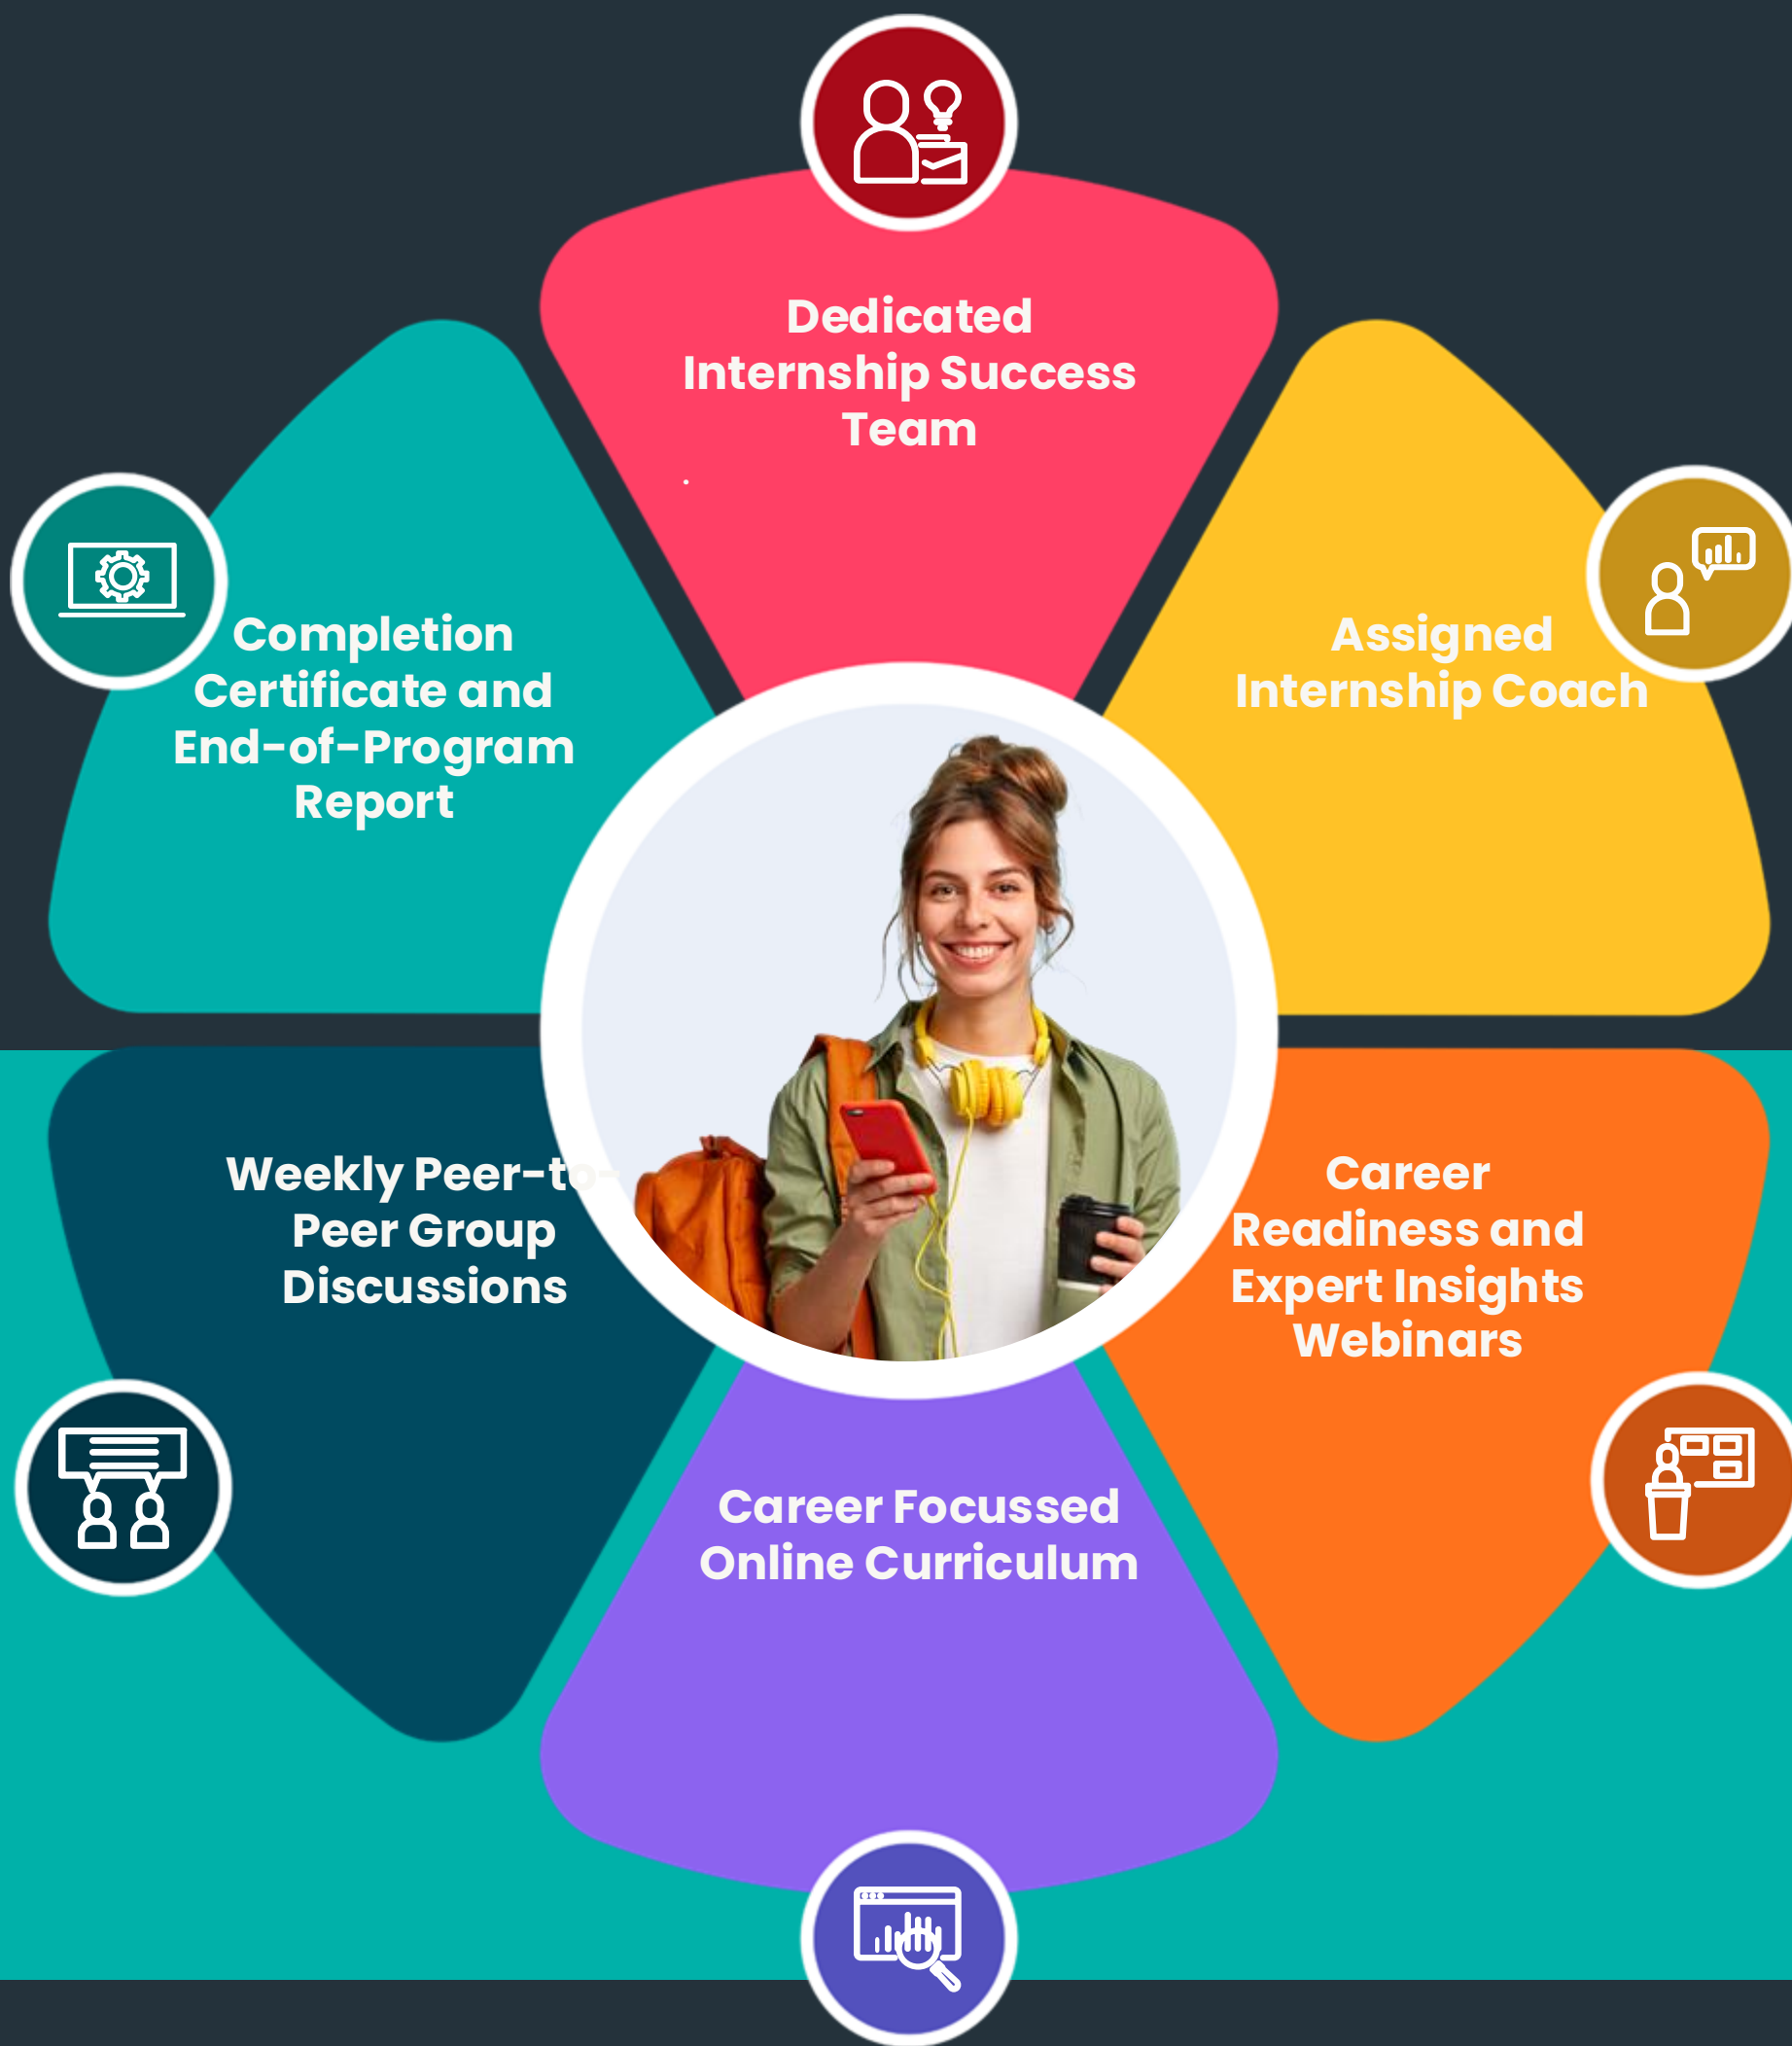 Dedicated
Internship Success
Team
.
Assigned
Internship Coach
Career
Readiness and
Expert Insights
Webinars
Career Focussed
Online Curriculum
Weekly Peer-to-
Peer Group
Discussions
Completion
Certificate and
End-of-Program
Report